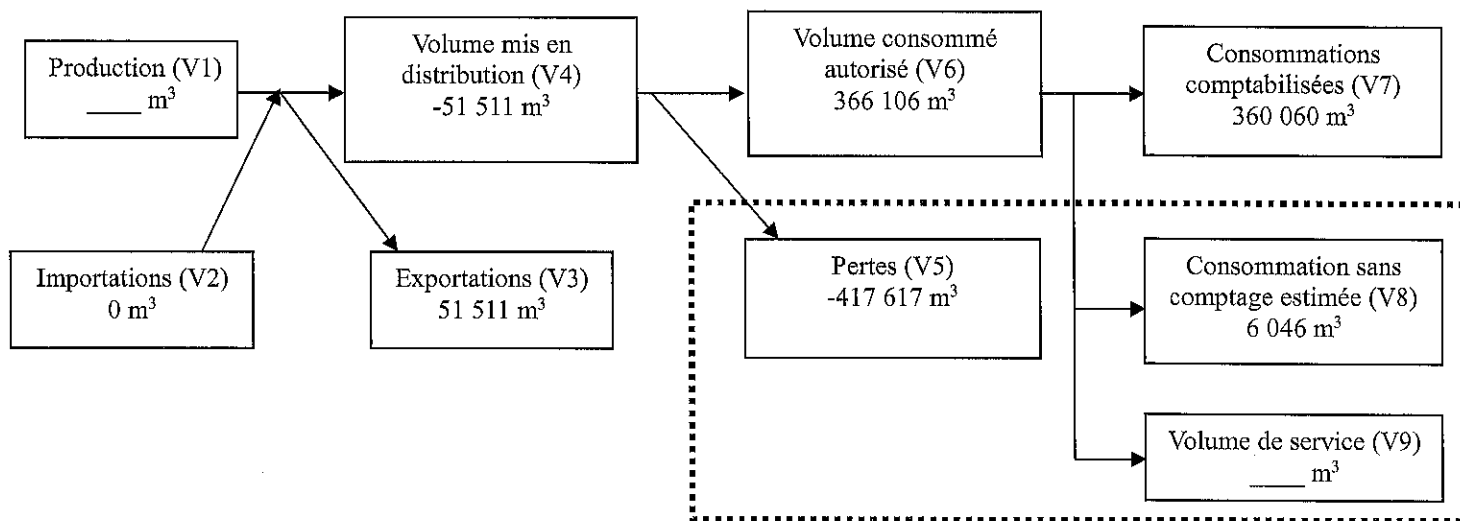 Production (V1)
____ m³
Volume mis en
distribution (V4)
-51 511 m³
Volume consommé
autorisé (V6)
366 106 m³
Consommations
comptabilisées (V7)
360 060 m³
Importations (V2)
0 m³
Exportations (V3)
51 511 m³
Pertes (V5)
-417 617 m³
Consommation sans
comptage estimée (V8)
6 046 m³
Volume de service (V9)
____ m³